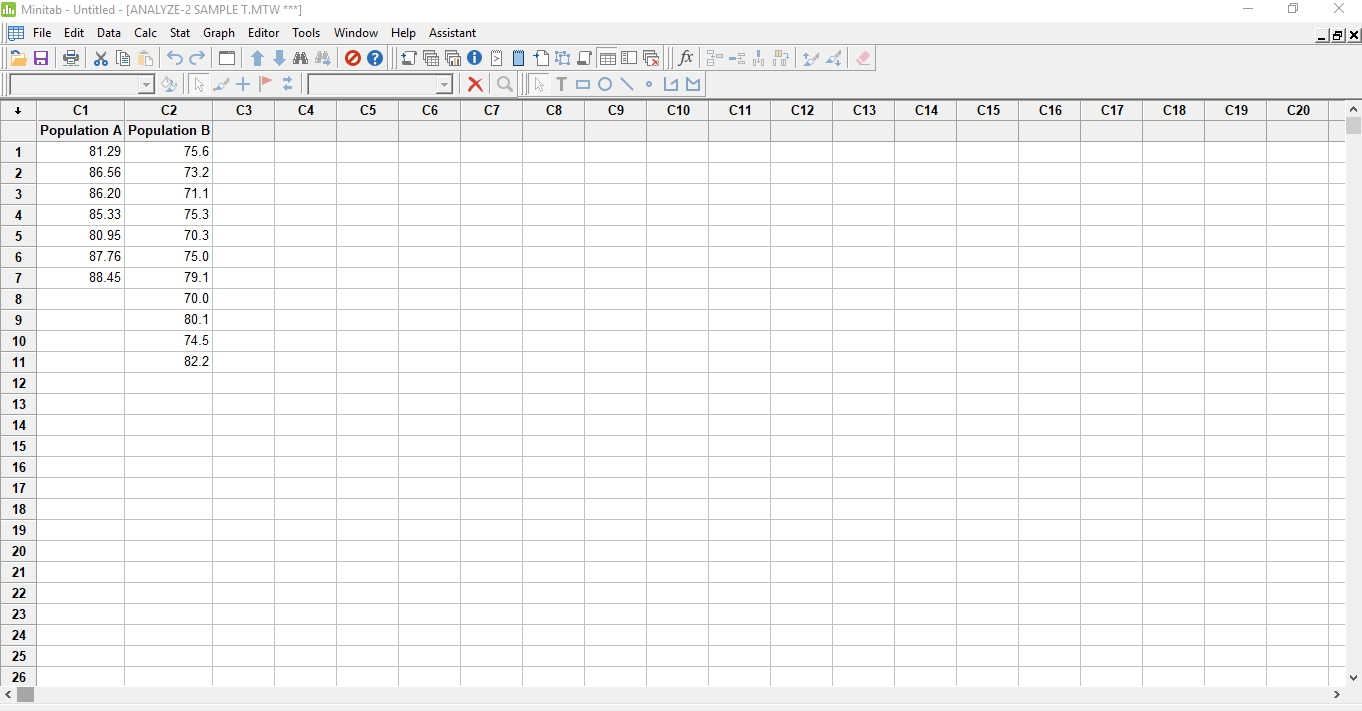 Minitab - Untitled - [ANALYZE-2 SAMPLE T.MTW ***]
File Edit Data Calc Stat Graph Editor Tools Window Help Assistant
C1 C2 C3 C4 C5 C6 C7 C8 C9 C10 C11 C12 C13 C14 C15 C16 C17 C18 C19 C20
Population A Population B
1 81.29 75.6
2 86.56 73.2
3 86.20 71.1
4 85.33 75.3
5 80.95 70.3
6 87.76 75.0
7 88.45 79.1
8 70.0
9 80.1
10 74.5
11 82.2
12
13
14
15
16
17
18
19
20
21
22
23
24
25
26